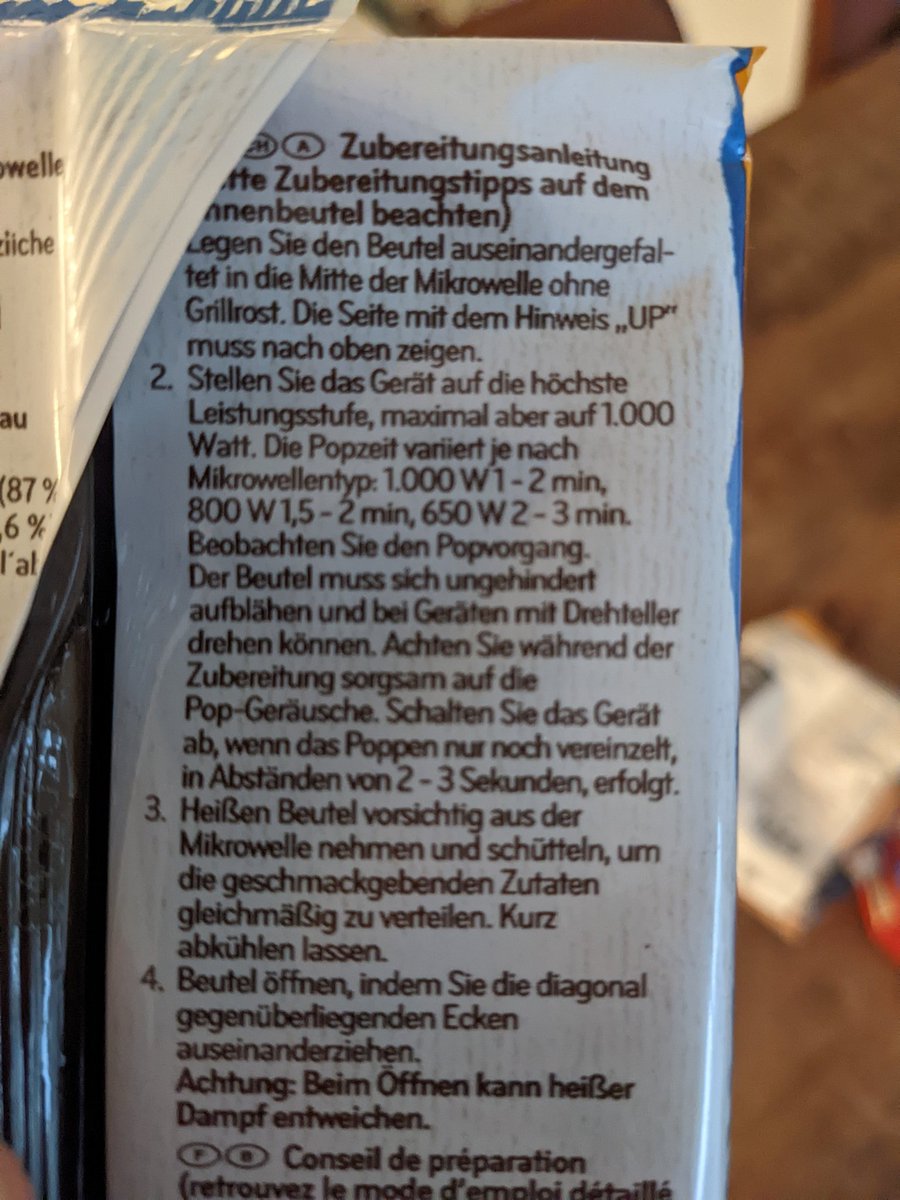 owelle
ziiche
au
(87 %
,6 %
l'al
CH A Zubereitungsanleitung
tte Zubereitungstipps auf dem
nnenbeutel beachten)
Legen Sie den Beutel auseinandergefal-
tet in die Mitte der Mikrowelle ohne
Grillrost. Die Seite mit dem Hinweis „UP"
muss nach oben zeigen.
2. Stellen Sie das Gerät auf die höchste
Leistungsstufe, maximal aber auf 1.000
Watt. Die Popzeit variiert je nach
Mikrowellentyp: 1.000 W 1 - 2 min,
800 W 1,5 - 2 min, 650 W 2 - 3 min.
Beobachten Sie den Popvorgang.
Der Beutel muss sich ungehindert
aufblähen und bei Geräten mit Drehteller
drehen können. Achten Sie während der
Zubereitung sorgsam auf die
Pop-Geräusche. Schalten Sie das Gerät
ab, wenn das Poppen nur noch vereinzelt,
in Abständen von 2 - 3 Sekunden, erfolgt.
3. Heißen Beutel vorsichtig aus der
Mikrowelle nehmen und schütteln, um
die geschmackgebenden Zutaten
gleichmäßig zu verteilen. Kurz
abkühlen lassen.
4. Beutel öffnen, indem Sie die diagonal
gegenüberliegenden Ecken
auseinanderziehen.
Achtung: Beim Öffnen kann heißer
Dampf entweichen.
F B Conseil de préparation
(retrouvez le mode d'emploi détaillé